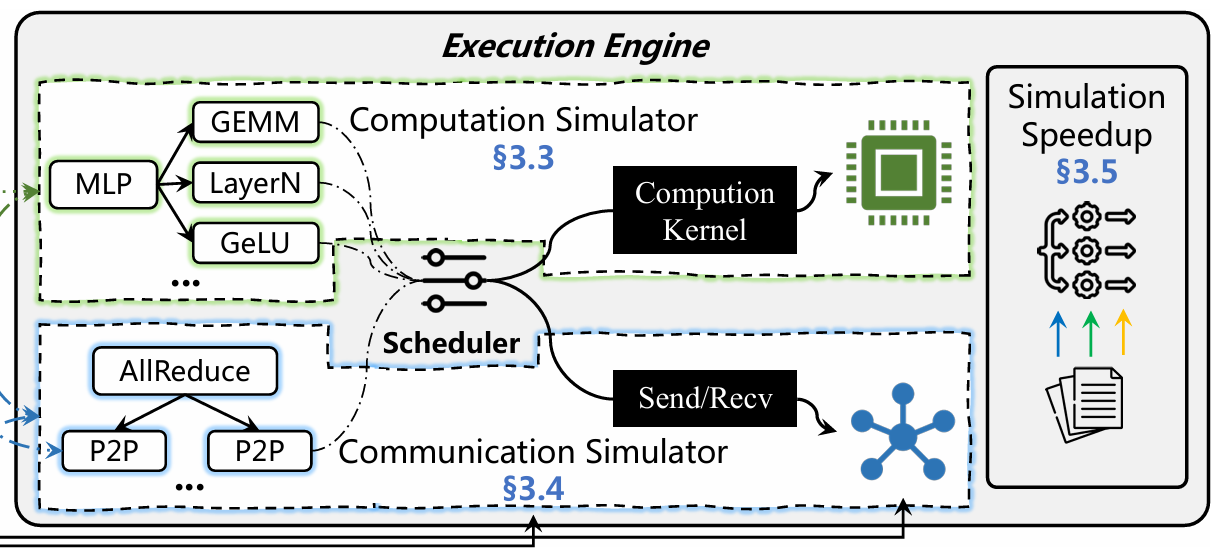 Execution Engine
Computation Simulator
§3.3
GEMM
MLP
LayerN
GeLU
...
Compution
Kernel
Scheduler
AllReduce
P2P
P2P
...
Send/Recv
Communication Simulator
§3.4
Simulation
Speedup
§3.5